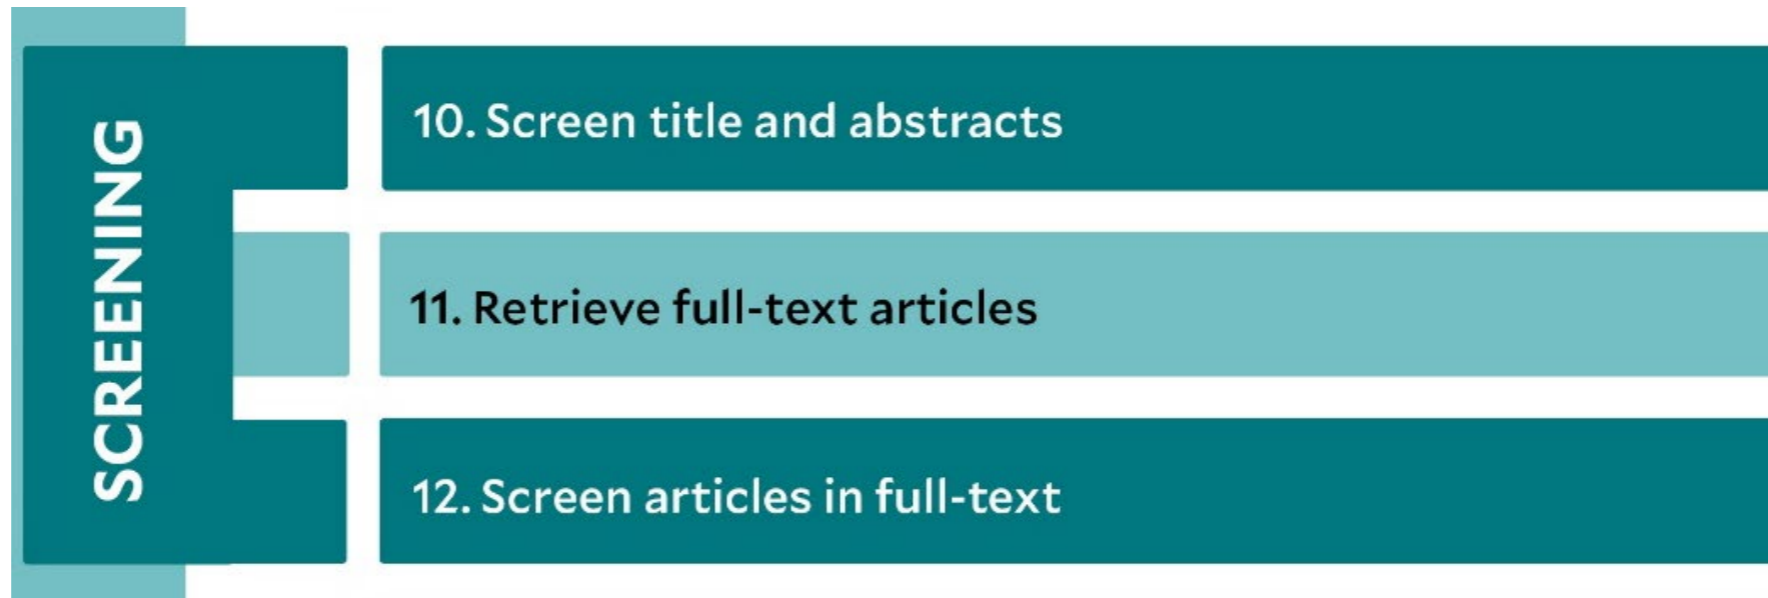 SCREENING
10. Screen title and abstracts
11. Retrieve full-text articles
12. Screen articles in full-text